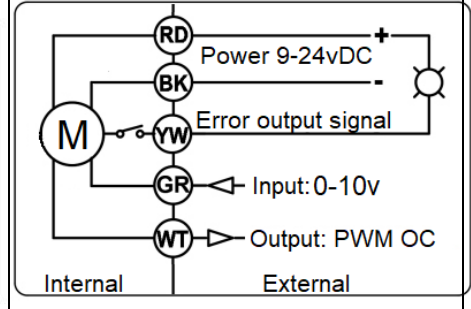 RD
+
Power 9-24vDC
BK
-
M
YW
Error output signal
GR
Input: 0-10v
WT
Output: PWM OC
Internal
External